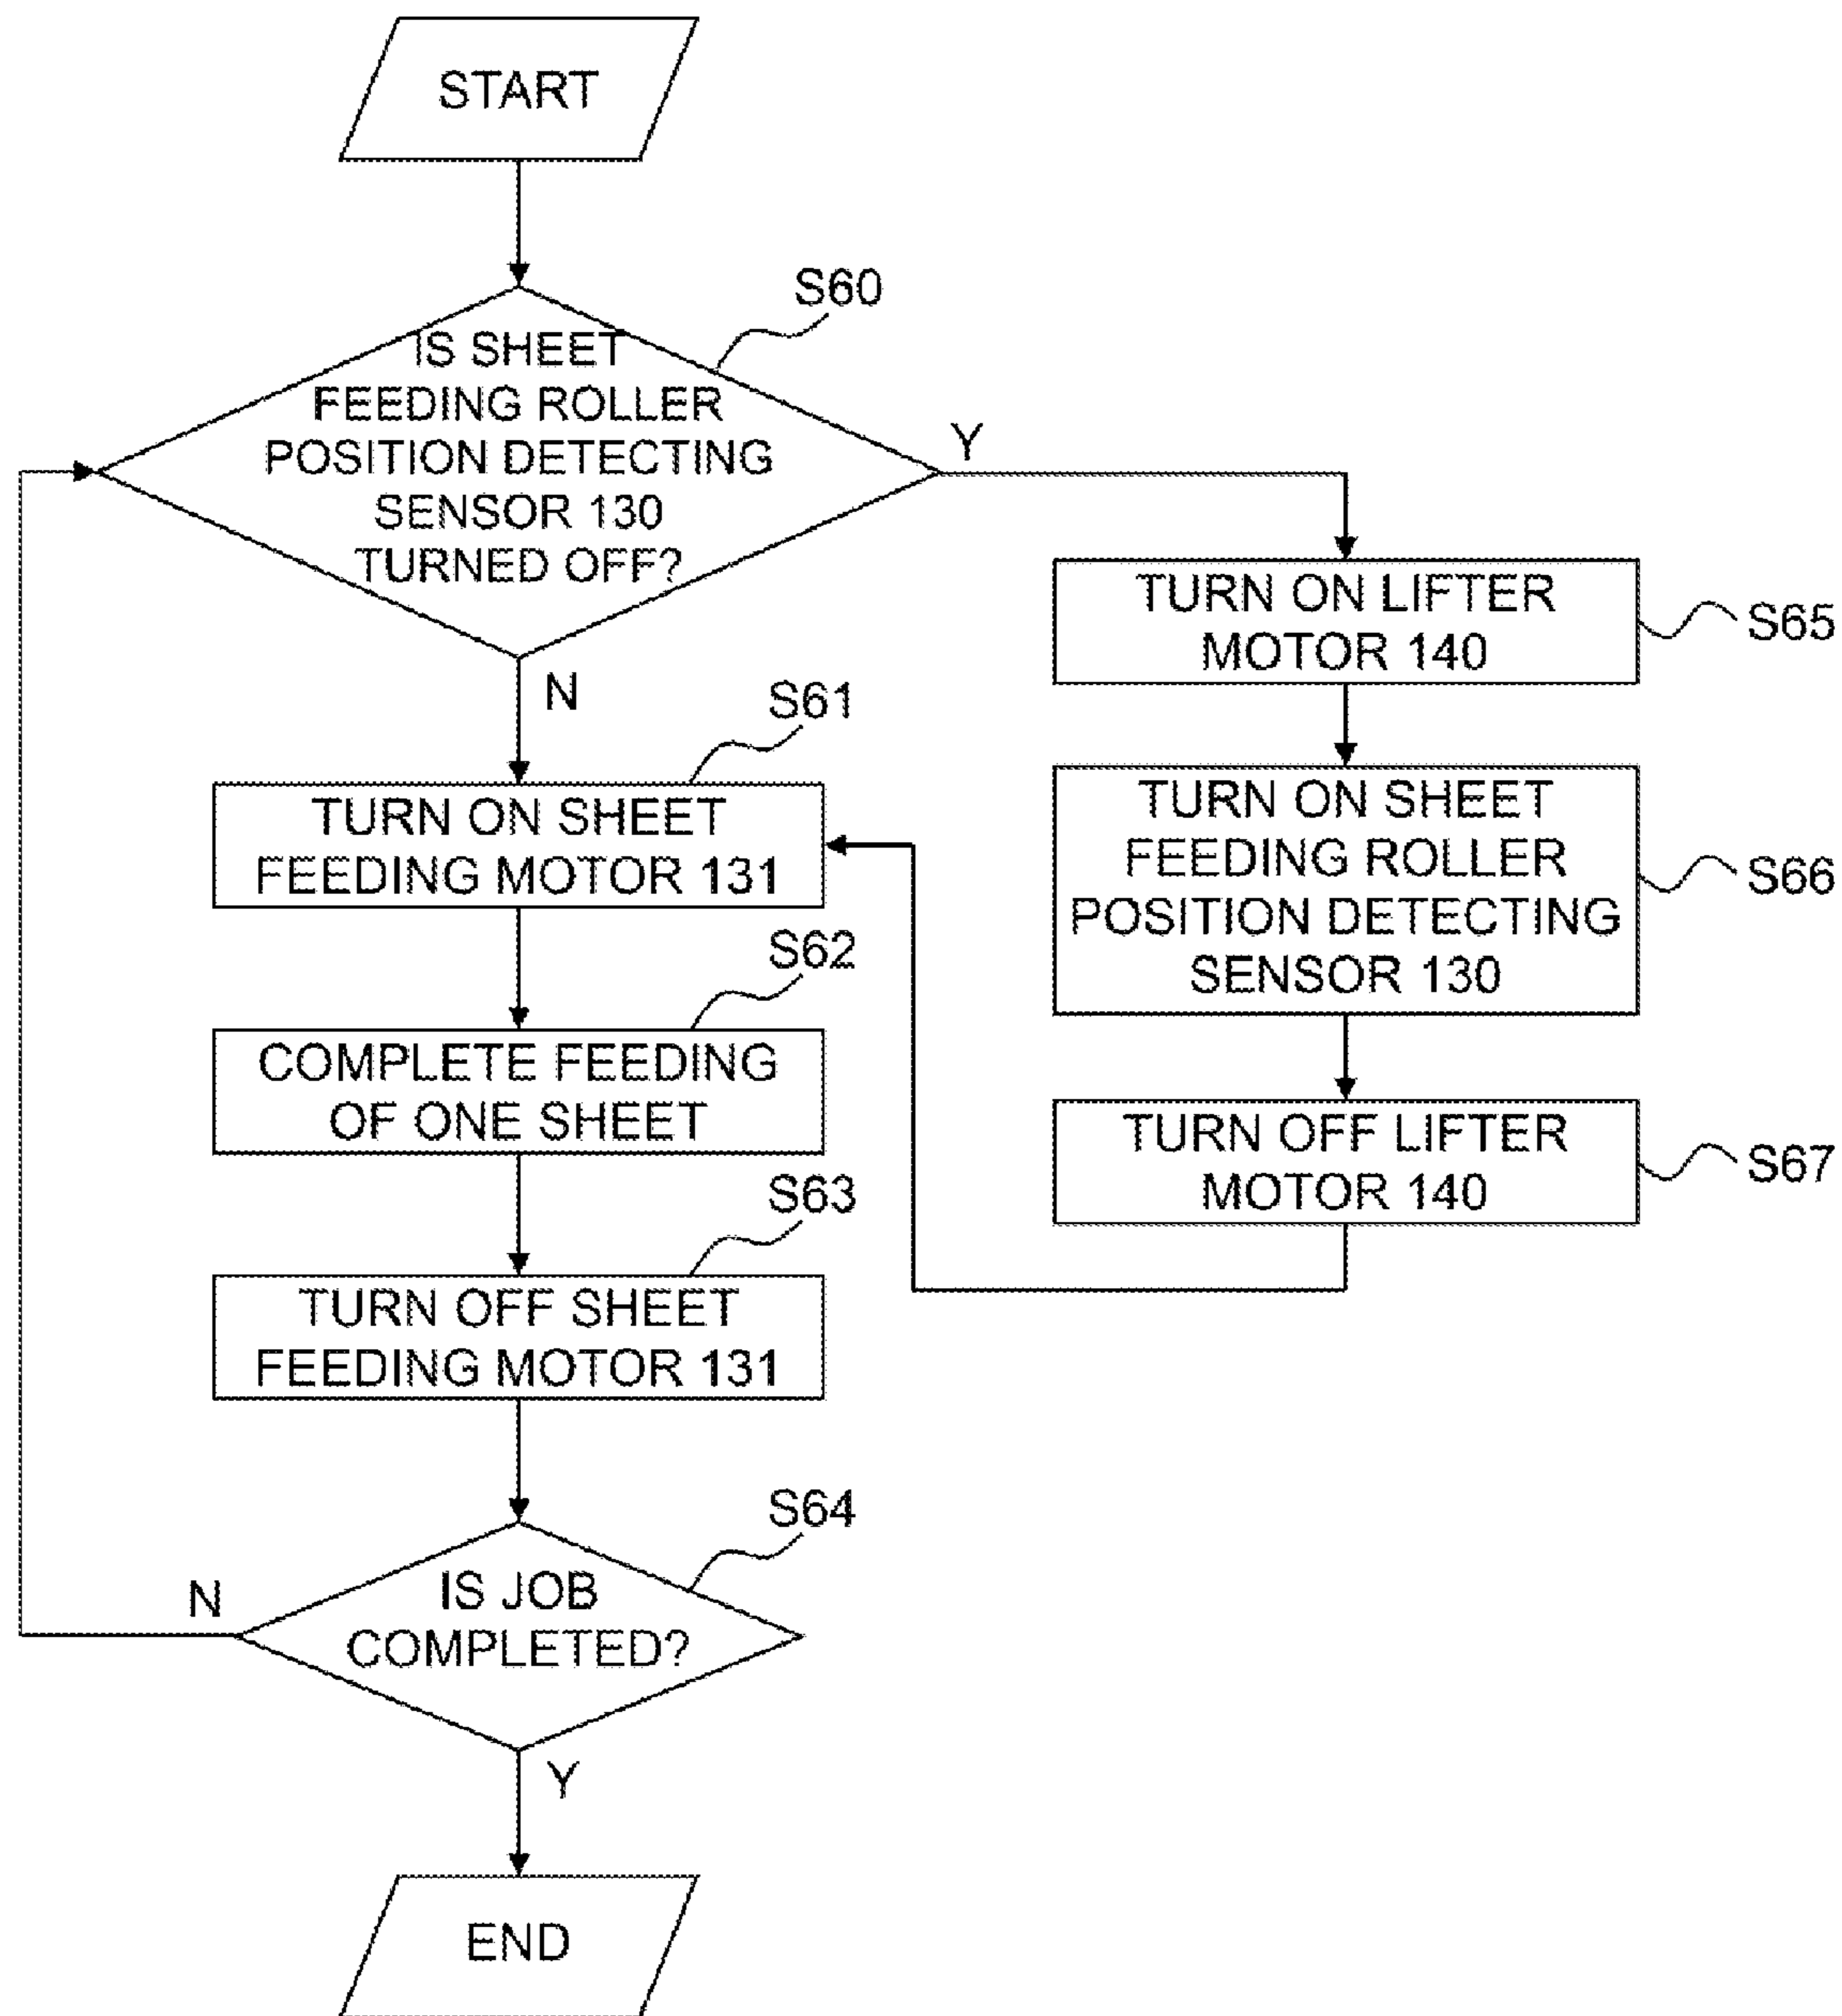 START
S60
IS SHEET
FEEDING ROLLER
POSITION DETECTING
SENSOR 130
TURNED OFF?
Y
N
S61
TURN ON SHEET
FEEDING MOTOR 131
S62
COMPLETE FEEDING
OF ONE SHEET
S63
TURN OFF SHEET
FEEDING MOTOR 131
S64
IS JOB
COMPLETED?
N
Y
END
TURN ON LIFTER
MOTOR 140
S65
TURN ON SHEET
FEEDING ROLLER
POSITION DETECTING
SENSOR 130
S66
TURN OFF LIFTER
MOTOR 140
S67